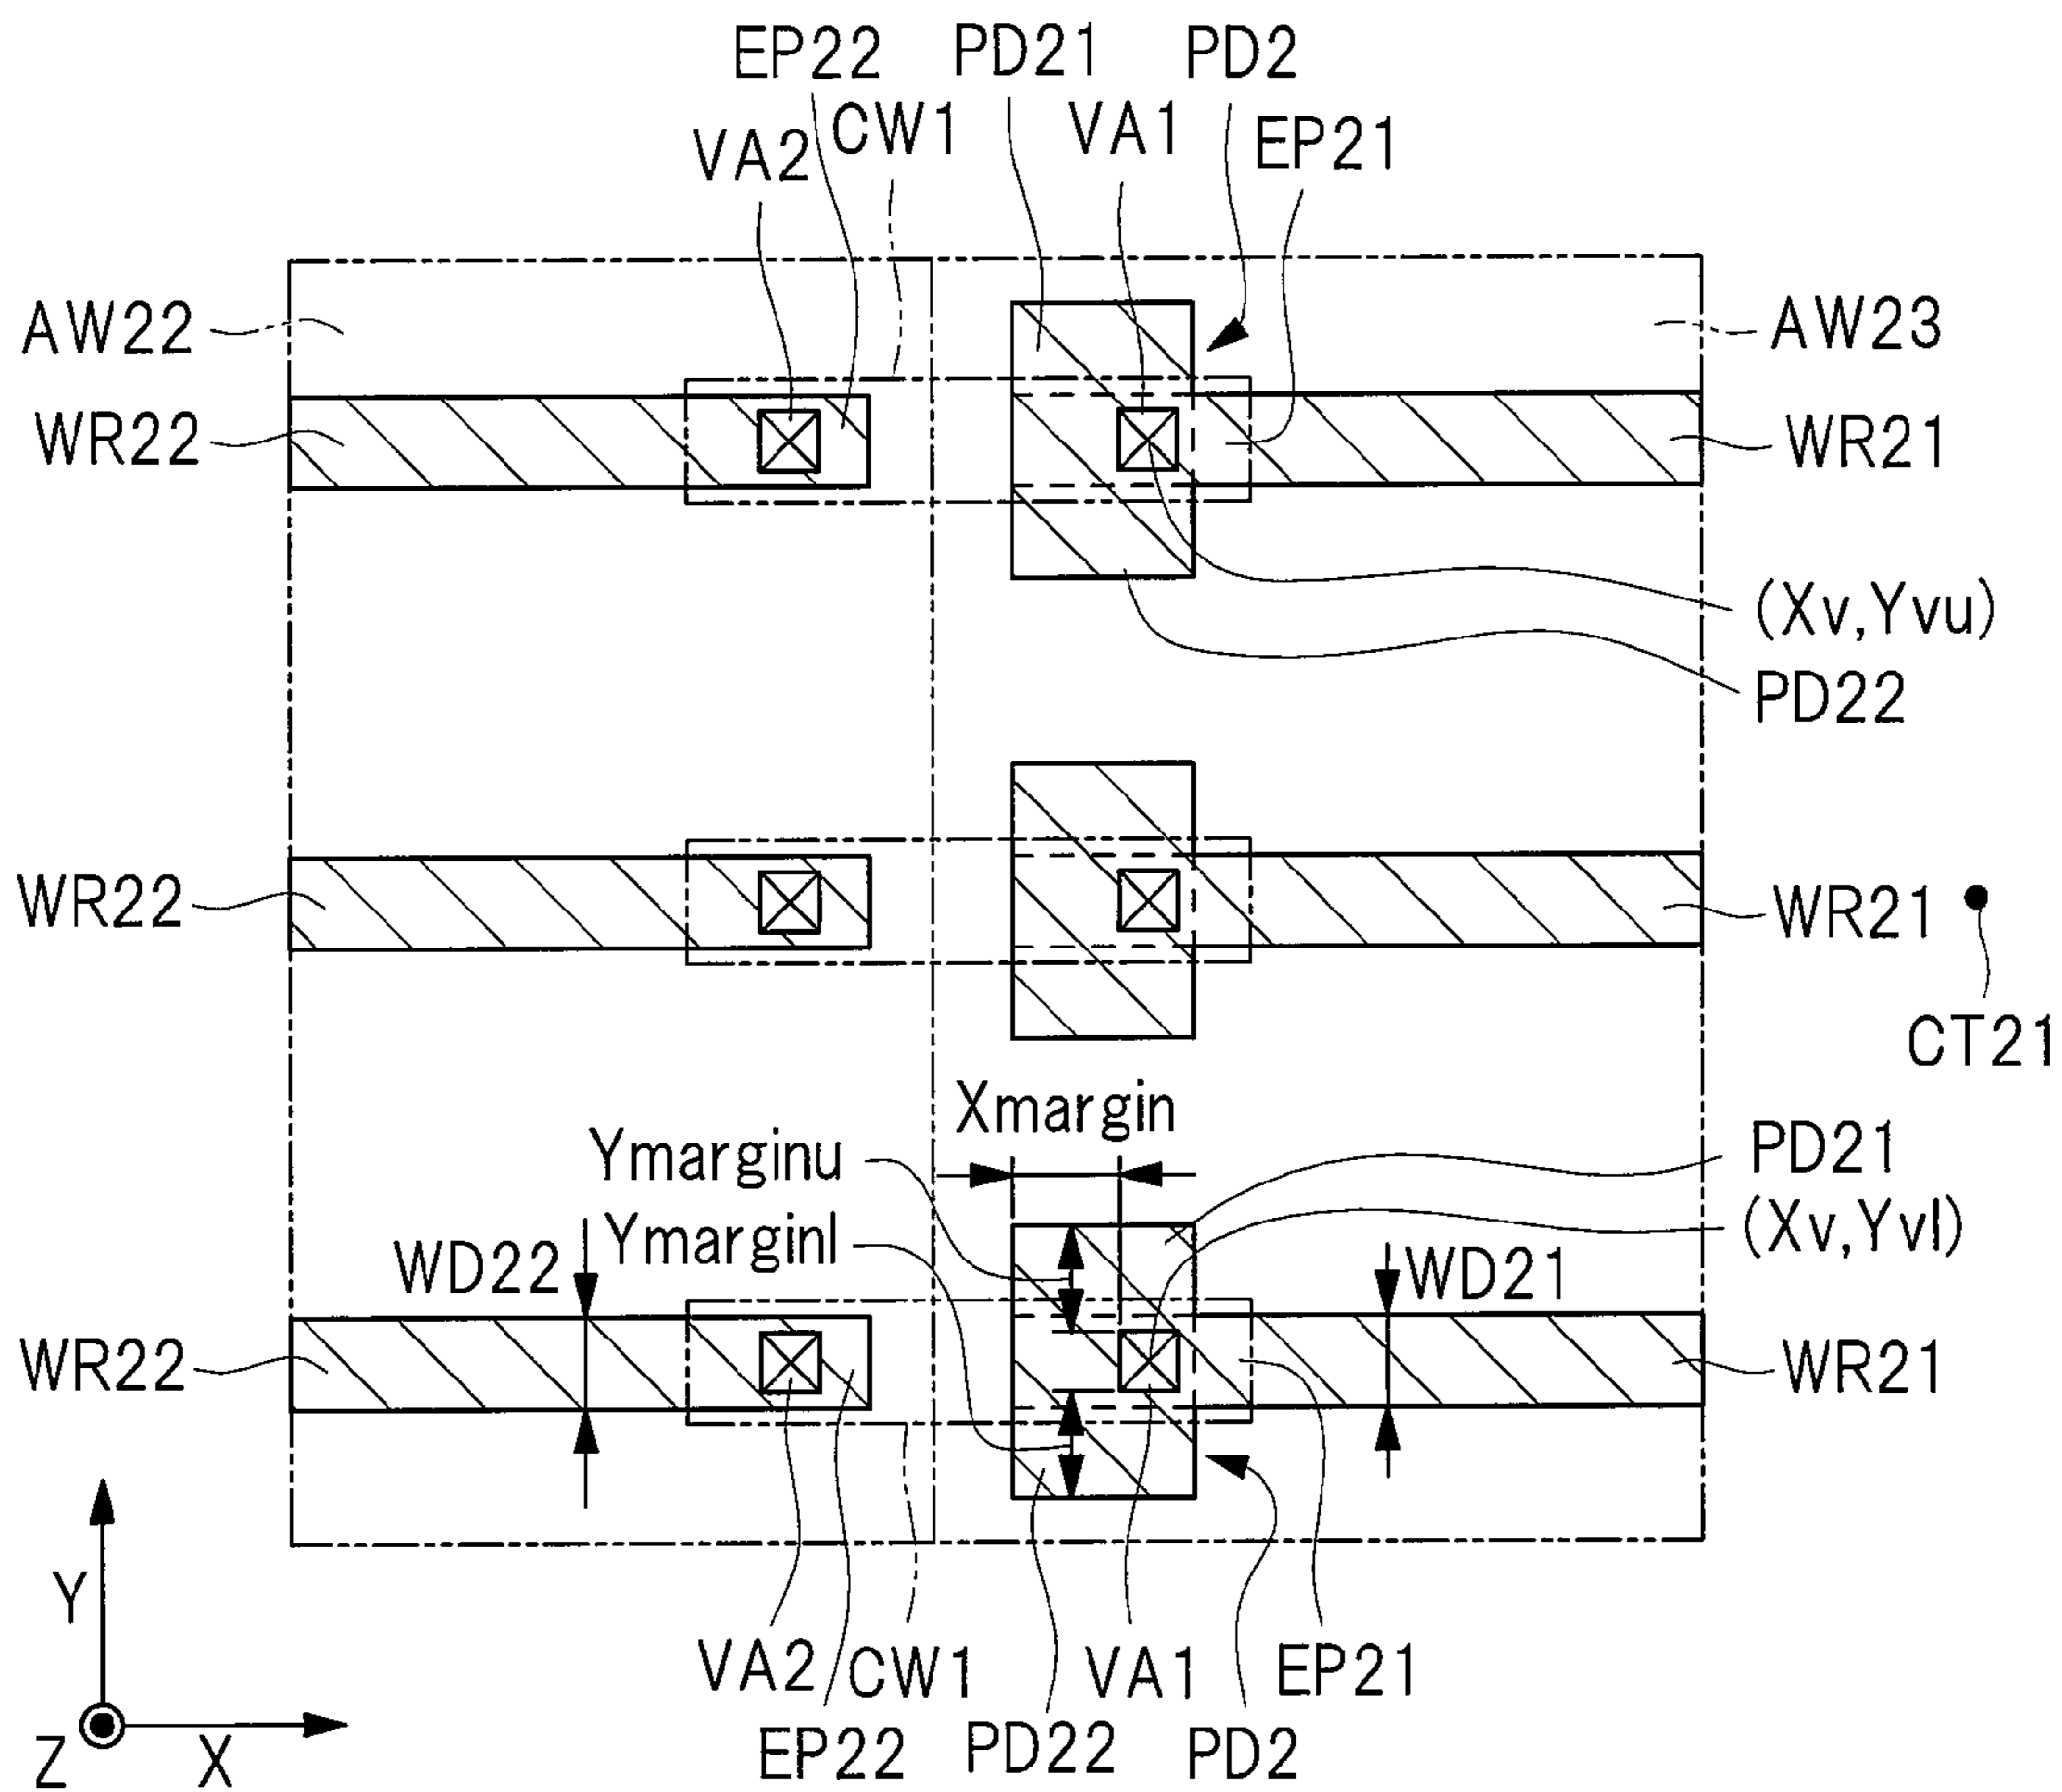 EP22 PD21 PD2
VA2 CW1 VA1 EP21
AW22 AW23
WR22 WR21
(Xv,Yvu)
PD22
WR22 WR21
CT21
Xmargin
Ymarginu PD21
Ymarginl (Xv,Yvl)
WD22 WD21
WR22 WR21
Y
VA2 CW1 VA1 EP21
Z X EP22 PD22 PD2